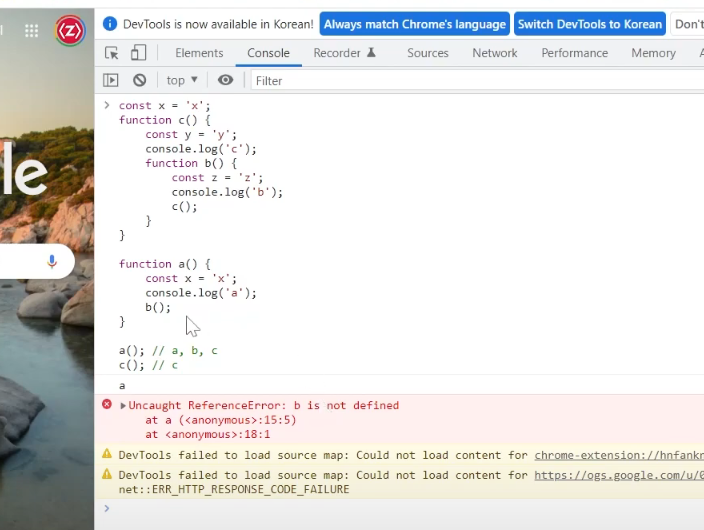 DevTools is now available in Korean! Always match Chrome's language Switch DevTools to Korean Don't
Elements Console Recorder Sources Network Performance Memory
top ▼ Filter
> const x = 'x';
function c() {
    const y = 'y';
    console.log('c');
    function b() {
        const z = 'z';
        console.log('b');
        c();
    }
}
function a() {
    const x = 'x';
    console.log('a');
    b();
}
a(); // a, b, c
c(); // c
a
Uncaught ReferenceError: b is not defined
    at a (<anonymous>:15:5)
    at <anonymous>:18:1
DevTools failed to load source map: Could not load content for chrome-extension://hnfankn
DevTools failed to load source map: Could not load content for https://ogs.google.com/u/0
net::ERR_HTTP_RESPONSE_CODE_FAILURE
>
le